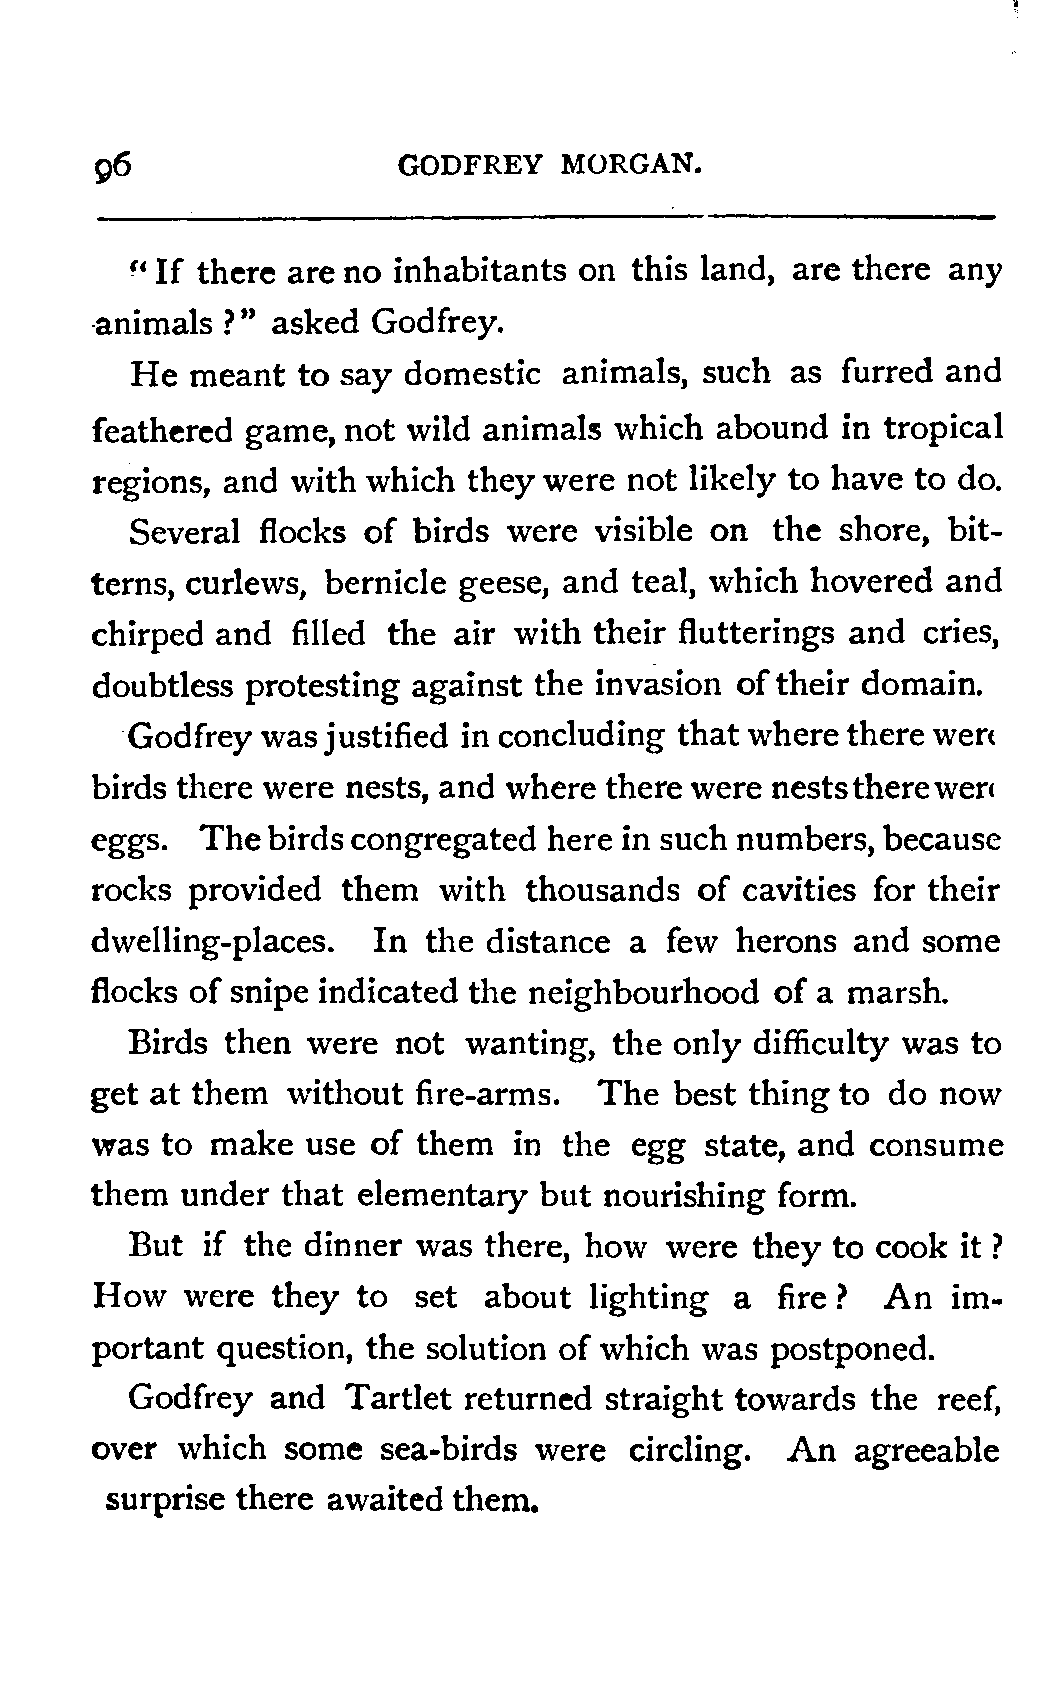 96 GODFREY MORGAN.
"If there are no inhabitants on this land, are there any
animals ?" asked Godfrey.
He meant to say domestic animals, such as furred and
feathered game, not wild animals which abound in tropical
regions, and with which they were not likely to have to do.
Several flocks of birds were visible on the shore, bit-
terns, curlews, bernicle geese, and teal, which hovered and
chirped and filled the air with their flutterings and cries,
doubtless protesting against the invasion of their domain.
Godfrey was justified in concluding that where there were
birds there were nests, and where there were nests there were
eggs. The birds congregated here in such numbers, because
rocks provided them with thousands of cavities for their
dwelling-places. In the distance a few herons and some
flocks of snipe indicated the neighbourhood of a marsh.
Birds then were not wanting, the only difficulty was to
get at them without fire-arms. The best thing to do now
was to make use of them in the egg state, and consume
them under that elementary but nourishing form.
But if the dinner was there, how were they to cook it ?
How were they to set about lighting a fire ? An im-
portant question, the solution of which was postponed.
Godfrey and Tartlet returned straight towards the reef,
over which some sea-birds were circling. An agreeable
surprise there awaited them.